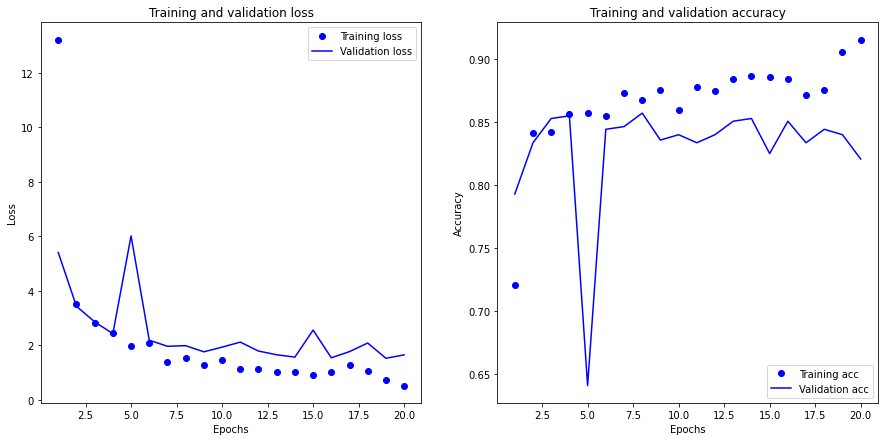 Training and validation loss
Training loss
Validation loss
12
10
8
6
4
2
0
Loss
2.5
5.0
7.5
10.0
12.5
15.0
17.5
20.0
Epochs
Training and validation accuracy
0.90
0.85
0.80
0.75
0.70
0.65
Accuracy
Training acc
Validation acc
2.5
5.0
7.5
10.0
12.5
15.0
17.5
20.0
Epochs